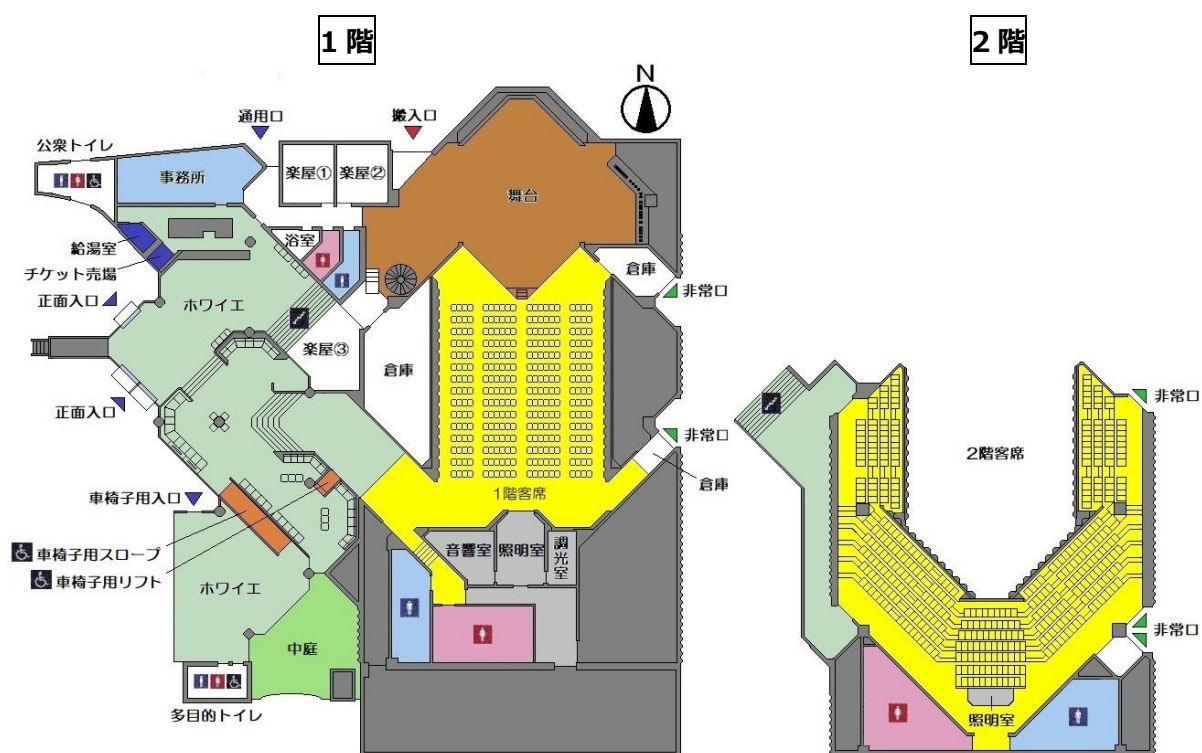 1階
2階
N
通用口
搬入口
公衆トイレ
事務所
楽屋①
楽屋②
舞台
給湯室
浴室
倉庫
チケット売場
正面入口
ホワイエ
非常口
楽屋③
倉庫
正面入口
非常口
非常口
2階客席
倉庫
1階客席
車椅子用入口
音響室
照明室
調光室
車椅子用スロープ
車椅子用リフト
ホワイエ
中庭
非常口
多目的トイレ
照明室